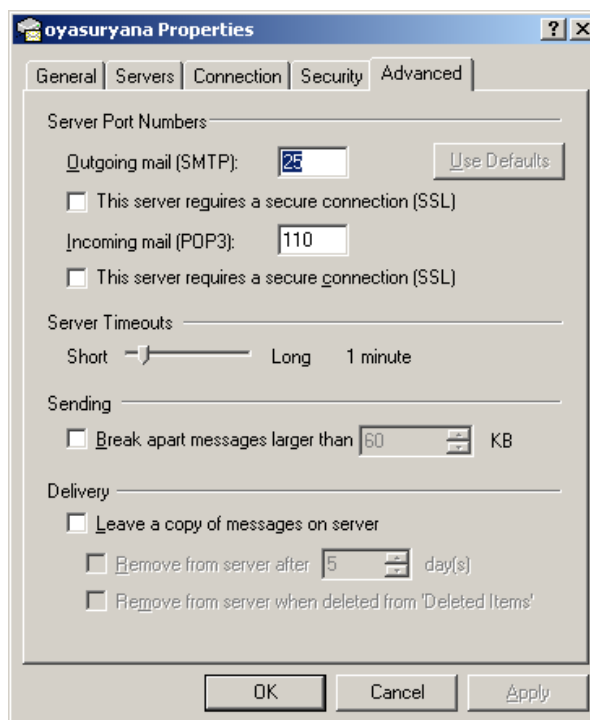 oyasuryana Properties
General Servers Connection Security Advanced
Server Port Numbers
Outgoing mail (SMTP): 25 Use Defaults
This server requires a secure connection (SSL)
Incoming mail (POP3): 110
This server requires a secure connection (SSL)
Server Timeouts
Short Long 1 minute
Sending
Break apart messages larger than 60 KB
Delivery
Leave a copy of messages on server
Remove from server after 5 day(s)
Remove from server when deleted from 'Deleted Items'
OK Cancel Apply